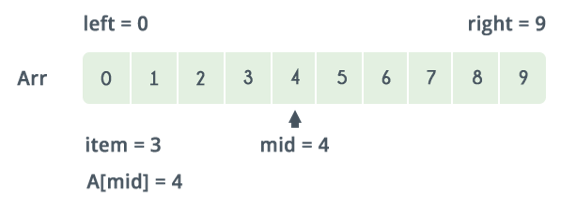 left = 0 right = 9
Arr 0 1 2 3 4 5 6 7 8 9
item = 3 mid = 4
A[mid] = 4